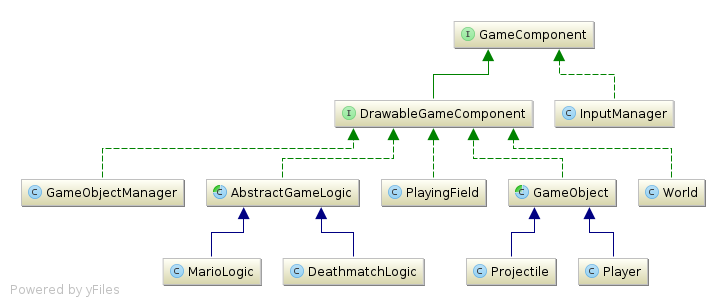 I GameComponent
I DrawableGameComponent
C InputManager
C GameObjectManager
C AbstractGameLogic
C PlayingField
C GameObject
C World
C MarioLogic
C DeathmatchLogic
C Projectile
C Player
Powered by yFiles